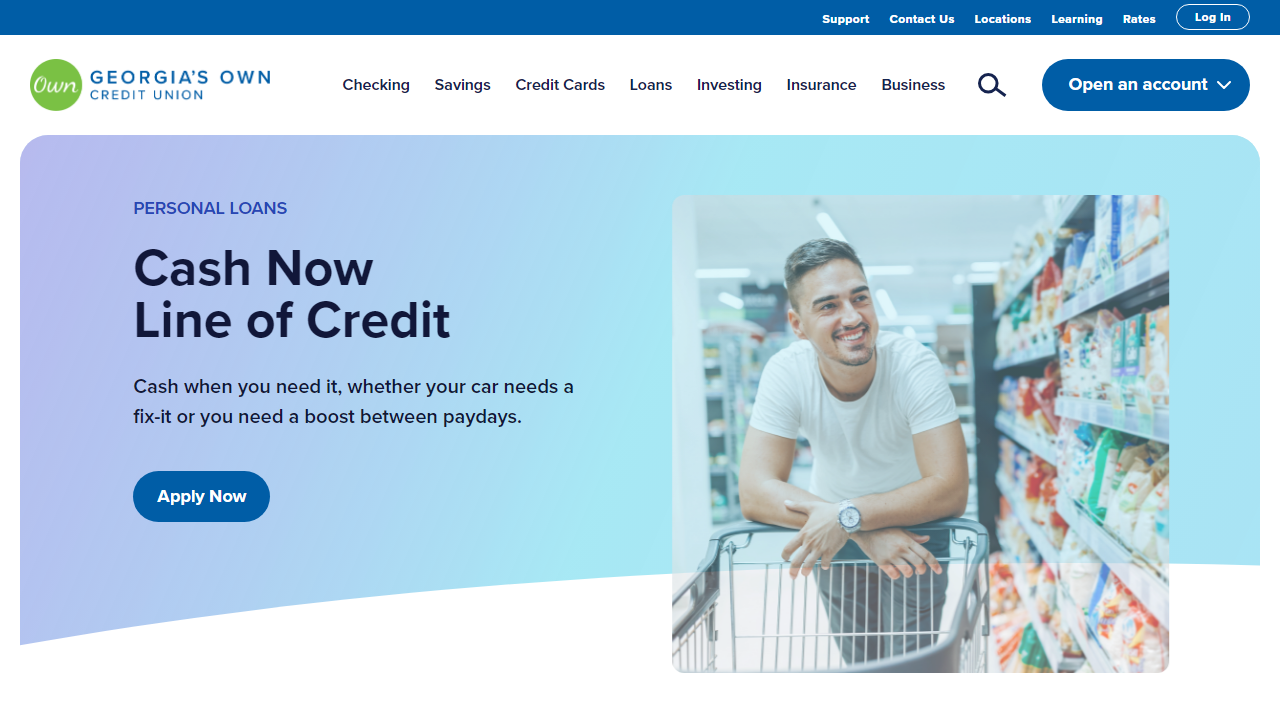 Support Contact Us Locations Learning Rates Log In
Own GEORGIA'S OWN
CREDIT UNION
Checking Savings Credit Cards Loans Investing Insurance Business
Open an account
PERSONAL LOANS
Cash Now
Line of Credit
Cash when you need it, whether your car needs a
fix-it or you need a boost between paydays.
Apply Now